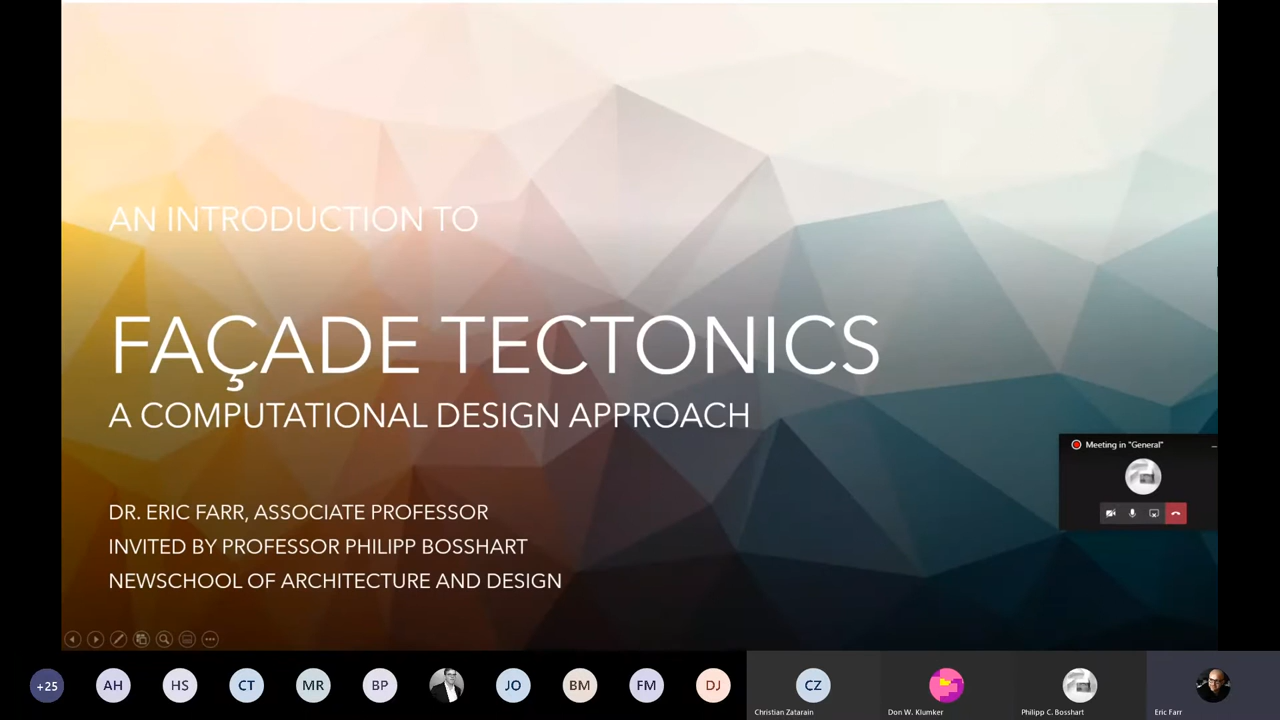 AN INTRODUCTION TO
FAÇADE TECTONICS
A COMPUTATIONAL DESIGN APPROACH
DR. ERIC FARR, ASSOCIATE PROFESSOR
INVITED BY PROFESSOR PHILIPP BOSSHART
NEWSCHOOL OF ARCHITECTURE AND DESIGN
Meeting in "General"
+25
AH
HS
CT
MR
BP
JO
BM
FM
DJ
CZ
Christian Zatarain
Don W. Klumker
Philipp C. Bosshart
Eric Farr